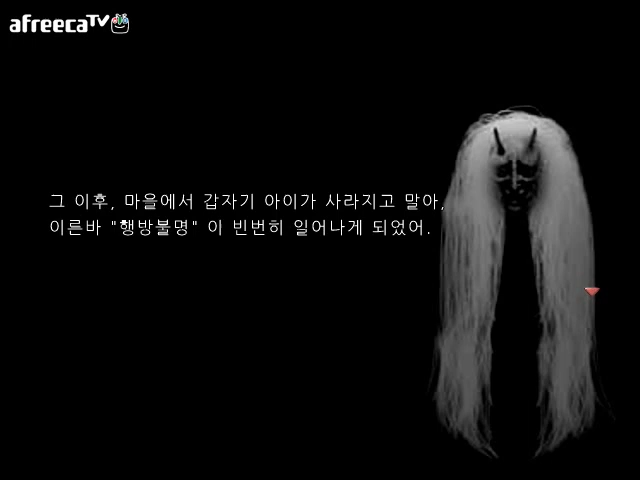 afreecaTV
그 이후, 마을에서 갑자기 아이가 사라지고 말아,
이른바 "행방불명" 이 빈번히 일어나게 되었어.